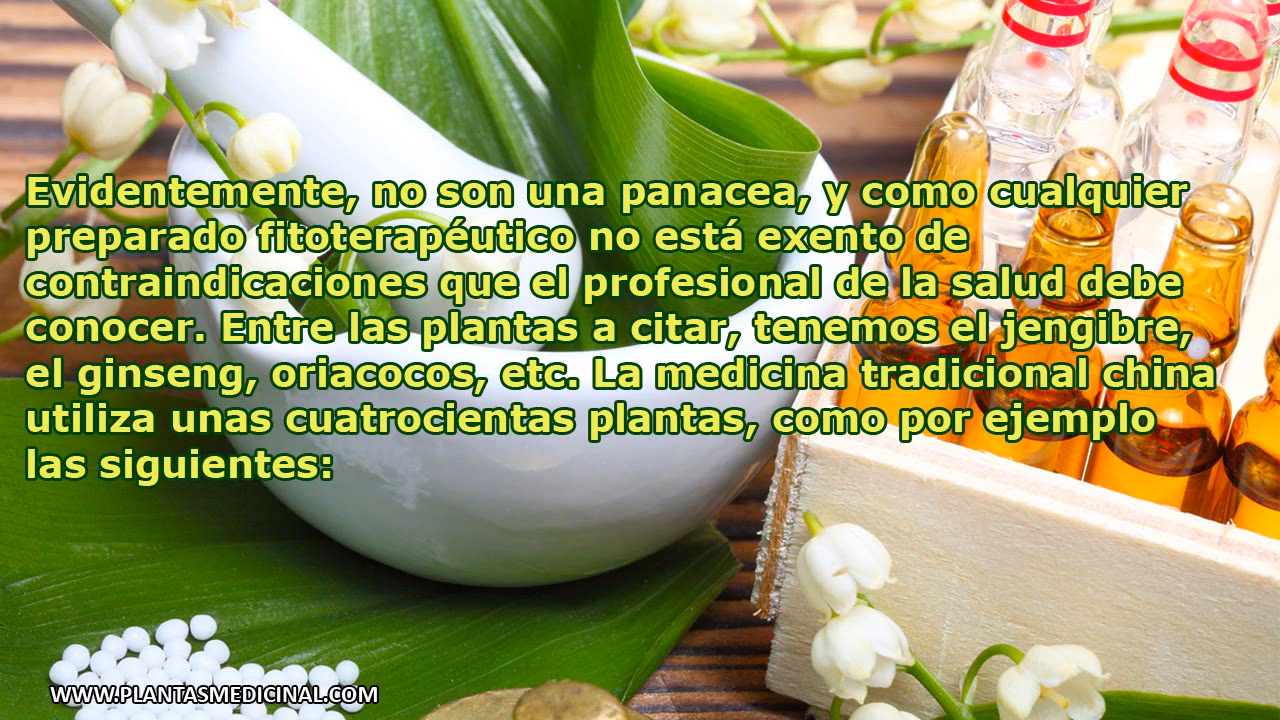 Evidentemente, no son una panacea, y como cualquier
preparado fitoterapéutico no está exento de
contraindicaciones que el profesional de la salud debe
conocer. Entre las plantas a citar, tenemos el jengibre,
el ginseng, oriacocos, etc. La medicina tradicional china
utiliza unas cuatrocientas plantas, como por ejemplo
las siguientes:
WWW.PLANTASMEDICINAL.COM